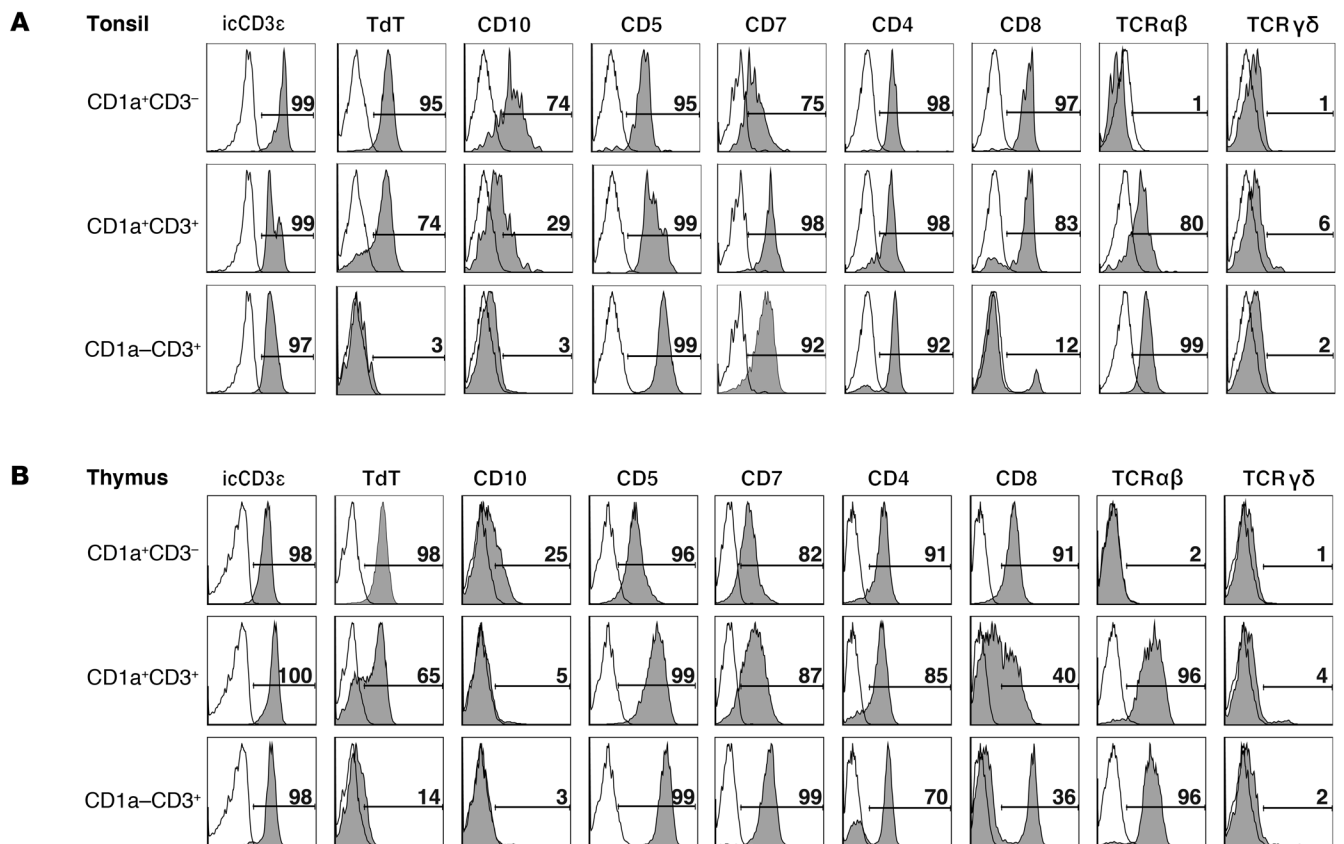 A Tonsil icCD3ε TdT CD10 CD5 CD7 CD4 CD8 TCRαβ TCR γδ
CD1a⁺CD3⁻ 99 95 74 95 75 98 97 1 1
CD1a⁺CD3⁺ 99 74 29 99 98 98 83 80 6
CD1a–CD3⁺ 97 3 3 99 92 92 12 99 2
B Thymus icCD3ε TdT CD10 CD5 CD7 CD4 CD8 TCRαβ TCR γδ
CD1a⁺CD3⁻ 98 98 25 96 82 91 91 2 1
CD1a⁺CD3⁺ 100 65 5 99 87 85 40 96 4
CD1a–CD3⁺ 98 14 3 99 99 70 36 96 2